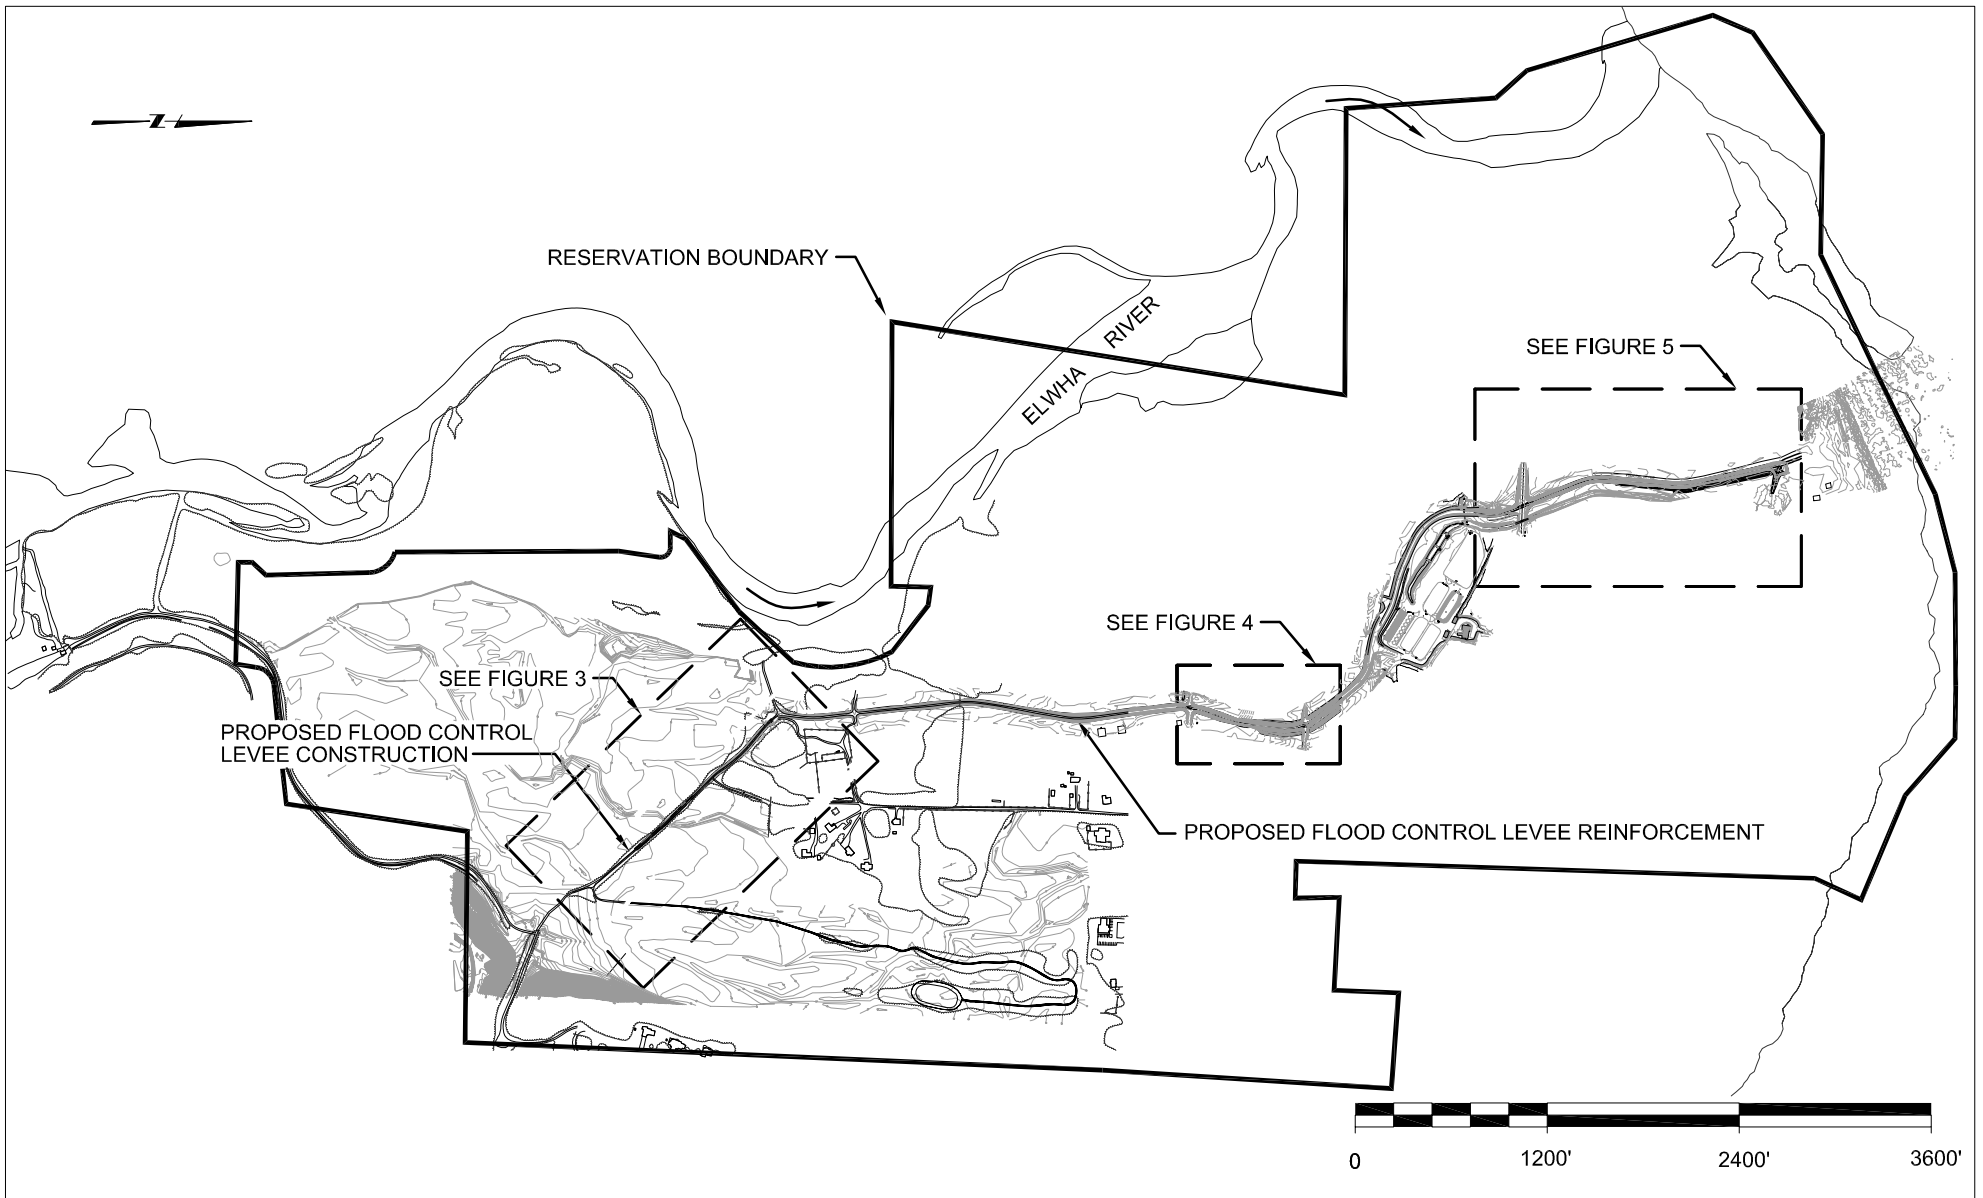 N
RESERVATION BOUNDARY
ELWHA RIVER
SEE FIGURE 5
SEE FIGURE 4
SEE FIGURE 3
PROPOSED FLOOD CONTROL
LEVEE CONSTRUCTION
PROPOSED FLOOD CONTROL LEVEE REINFORCEMENT
0 1200' 2400' 3600'